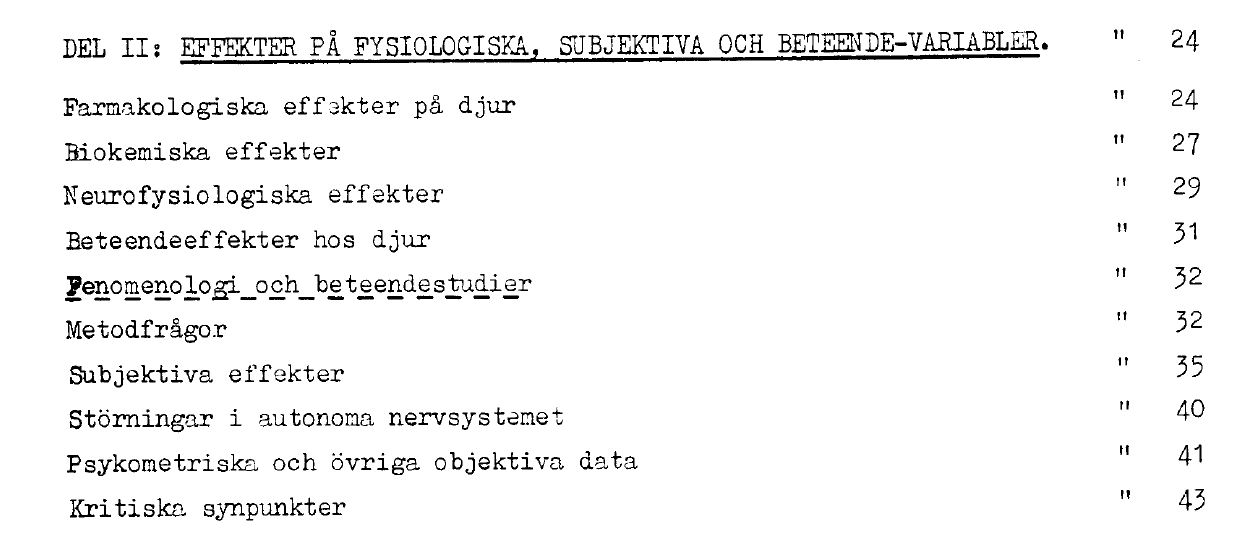 DEL II: EFFEKTER PÅ FYSIOLOGISKA, SUBJEKTIVA OCH BETEENDE-VARIABLER. " 24
Farmakologiska effekter på djur " 24
Biokemiska effekter " 27
Neurofysiologiska effekter " 29
Beteendeeffekter hos djur " 31
Fenomenologi och beteendestudier " 32
Metodfrågor " 32
Subjektiva effekter " 35
Störningar i autonoma nervsystemet " 40
Psykometriska och övriga objektiva data " 41
Kritiska synpunkter " 43